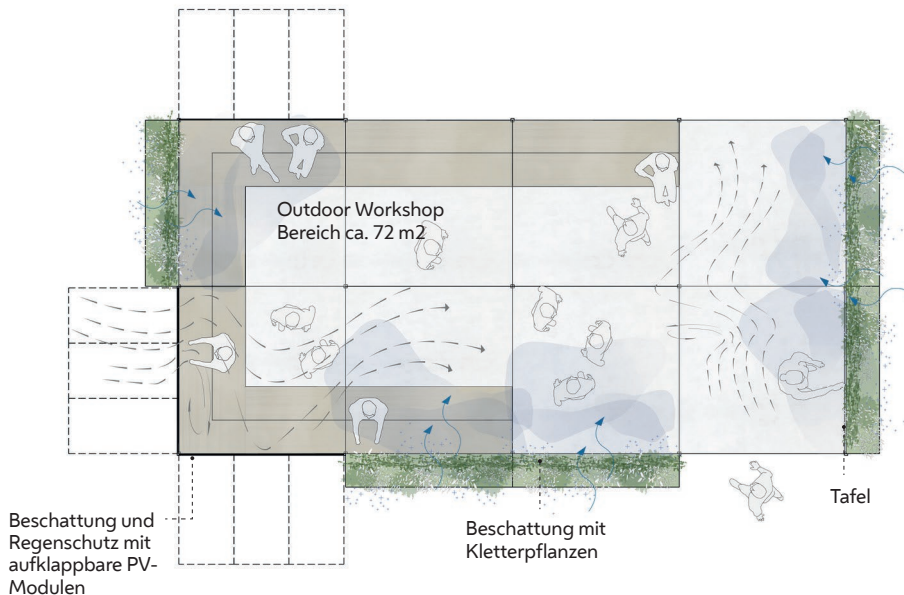 Outdoor Workshop
Bereich ca. 72 m2
Tafel
Beschattung und
Regenschutz mit
aufklappbare PV-
Modulen
Beschattung mit
Kletterpflanzen